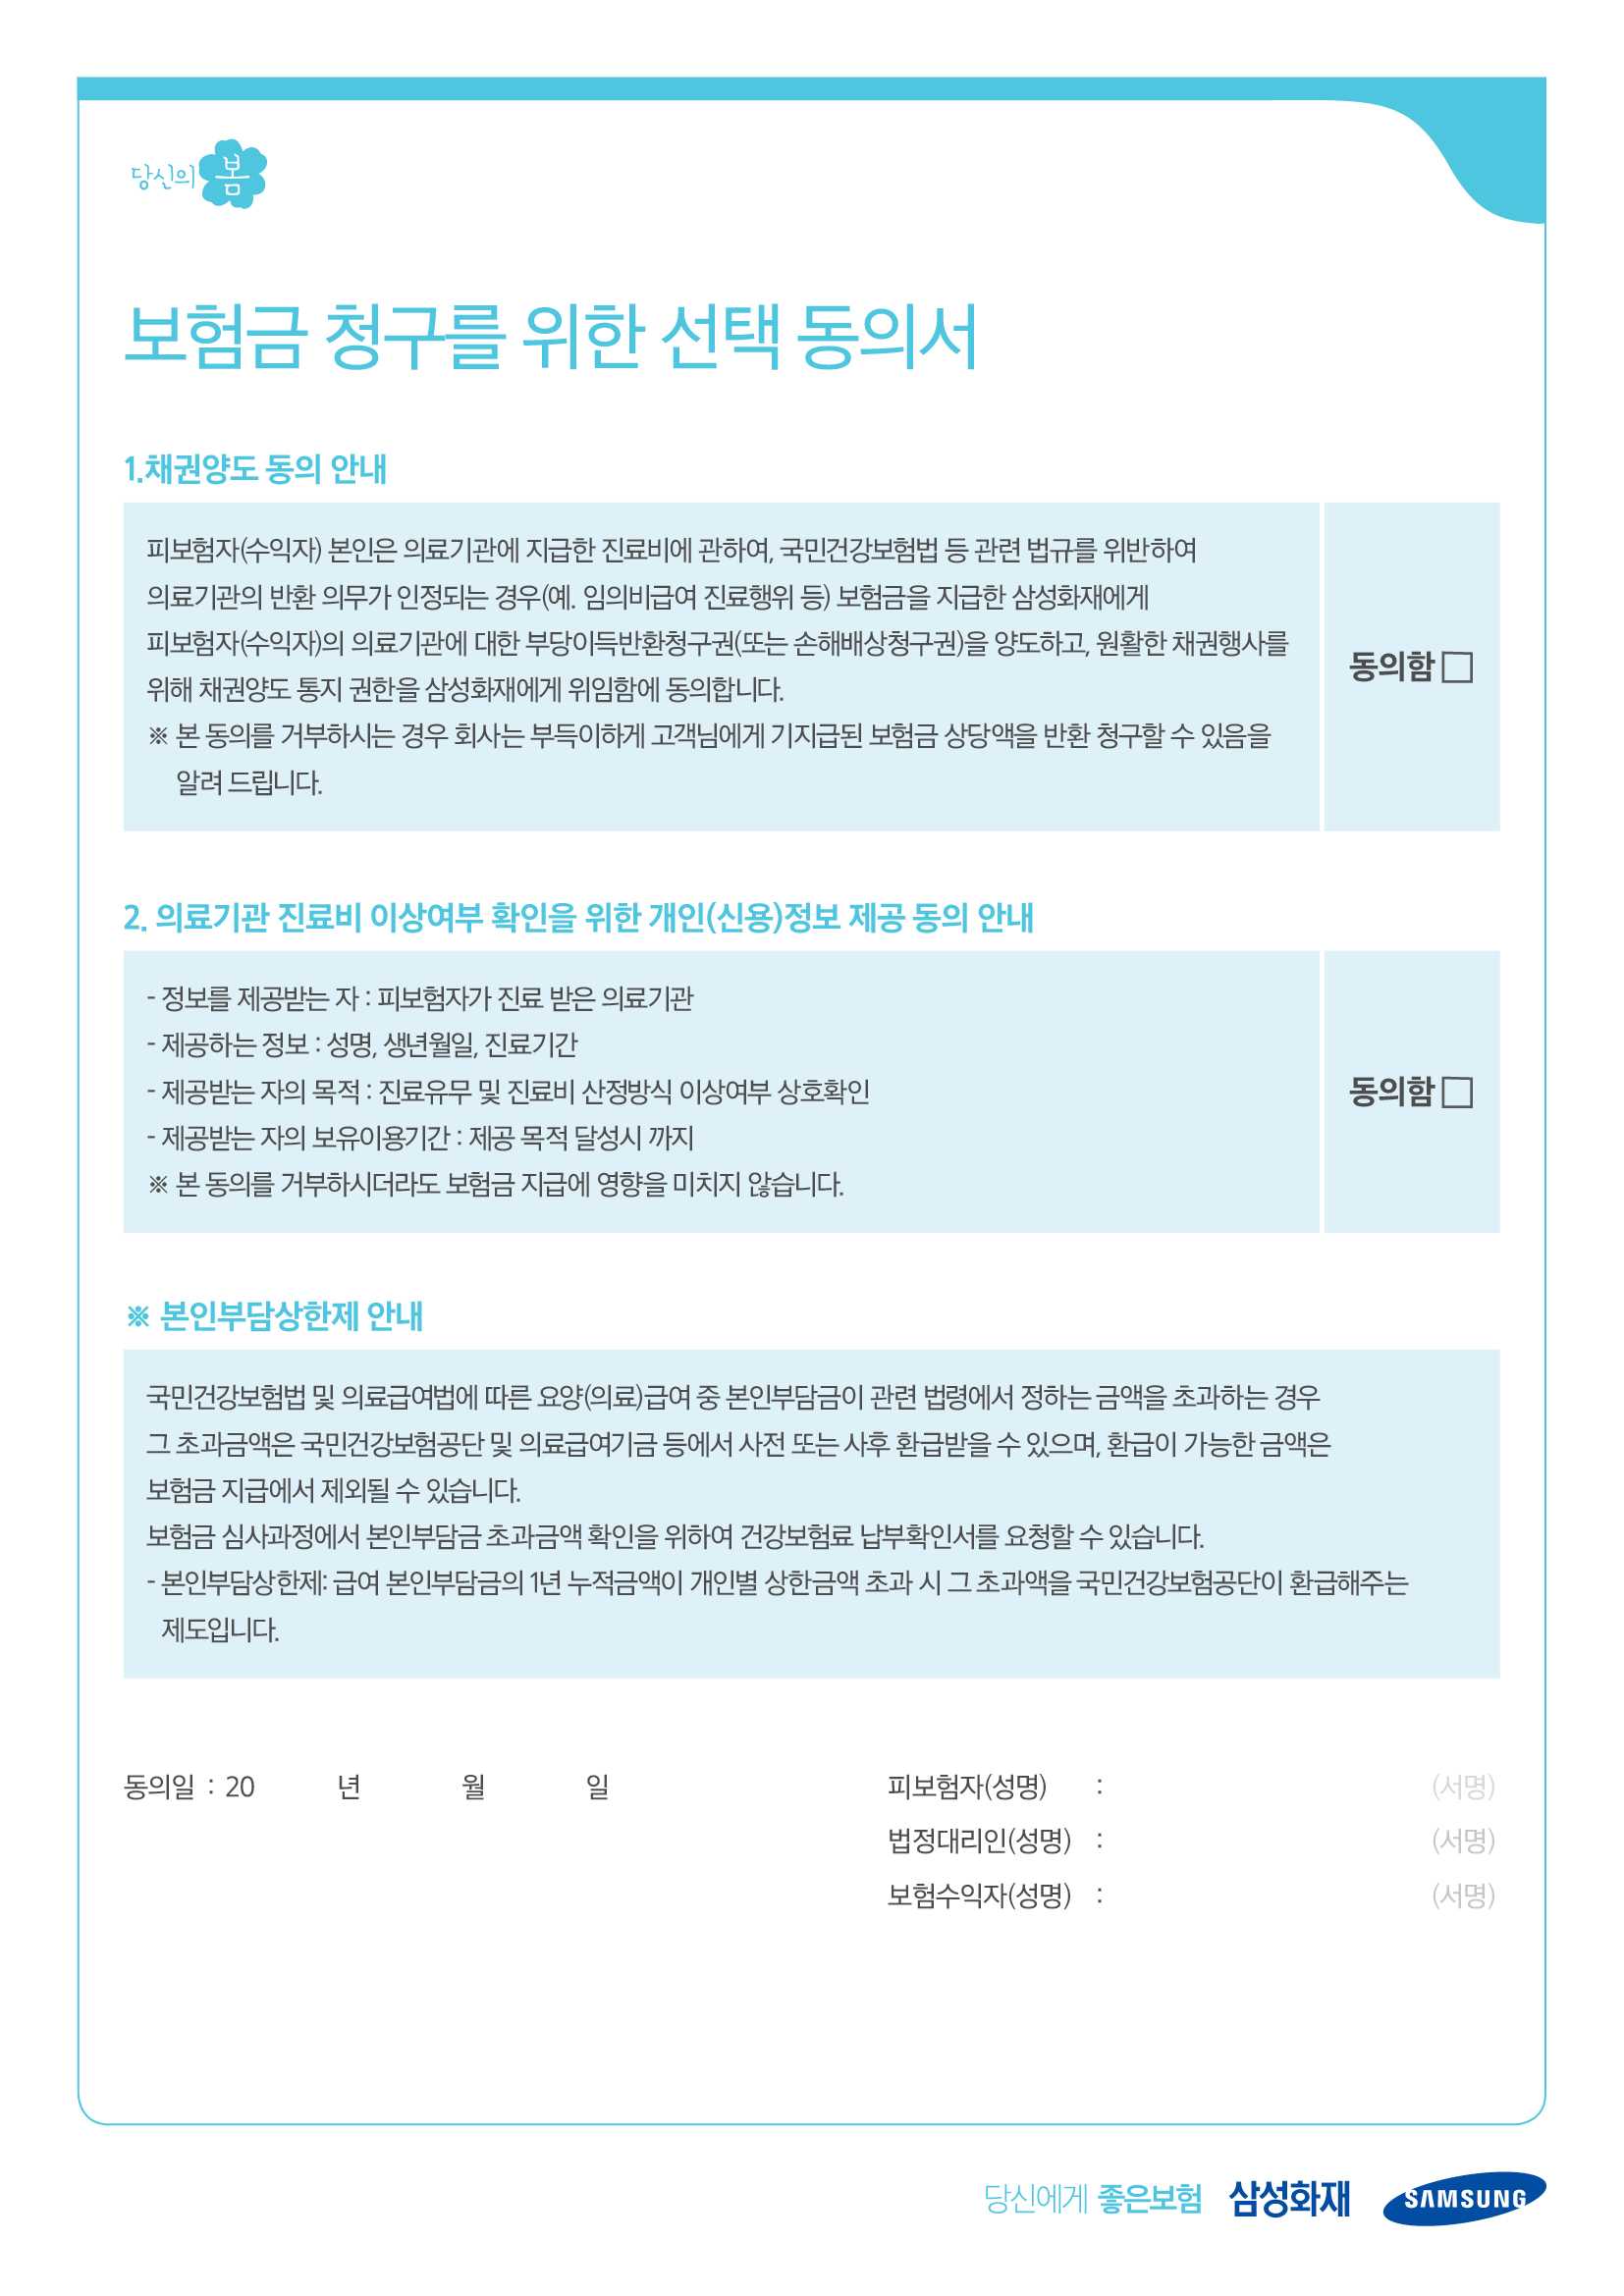 당신의 봄
보험금 청구를 위한 선택 동의서
1.채권양도 동의 안내
피보험자(수익자) 본인은 의료기관에 지급한 진료비에 관하여, 국민건강보험법 등 관련 법규를 위반하여
의료기관의 반환 의무가 인정되는 경우(예. 임의비급여 진료행위 등) 보험금을 지급한 삼성화재에게
피보험자(수익자)의 의료기관에 대한 부당이득반환청구권(또는 손해배상청구권)을 양도하고, 원활한 채권행사를
위해 채권양도 통지 권한을 삼성화재에게 위임함에 동의합니다.
※ 본 동의를 거부하시는 경우 회사는 부득이하게 고객님에게 기지급된 보험금 상당액을 반환 청구할 수 있음을
알려 드립니다.
동의함 □
2. 의료기관 진료비 이상여부 확인을 위한 개인(신용)정보 제공 동의 안내
- 정보를 제공받는 자 : 피보험자가 진료 받은 의료기관
- 제공하는 정보 : 성명, 생년월일, 진료기간
- 제공받는 자의 목적 : 진료유무 및 진료비 산정방식 이상여부 상호확인
- 제공받는 자의 보유이용기간 : 제공 목적 달성시 까지
※ 본 동의를 거부하시더라도 보험금 지급에 영향을 미치지 않습니다.
동의함 □
※ 본인부담상한제 안내
국민건강보험법 및 의료급여법에 따른 요양(의료)급여 중 본인부담금이 관련 법령에서 정하는 금액을 초과하는 경우
그 초과금액은 국민건강보험공단 및 의료급여기금 등에서 사전 또는 사후 환급받을 수 있으며, 환급이 가능한 금액은
보험금 지급에서 제외될 수 있습니다.
보험금 심사과정에서 본인부담금 초과금액 확인을 위하여 건강보험료 납부확인서를 요청할 수 있습니다.
- 본인부담상한제: 급여 본인부담금의 1년 누적금액이 개인별 상한금액 초과 시 그 초과액을 국민건강보험공단이 환급해주는
제도입니다.
동의일 : 20 년 월 일
피보험자(성명) : (서명)
법정대리인(성명) : (서명)
보험수익자(성명) : (서명)
당신에게 좋은보험 삼성화재 SAMSUNG